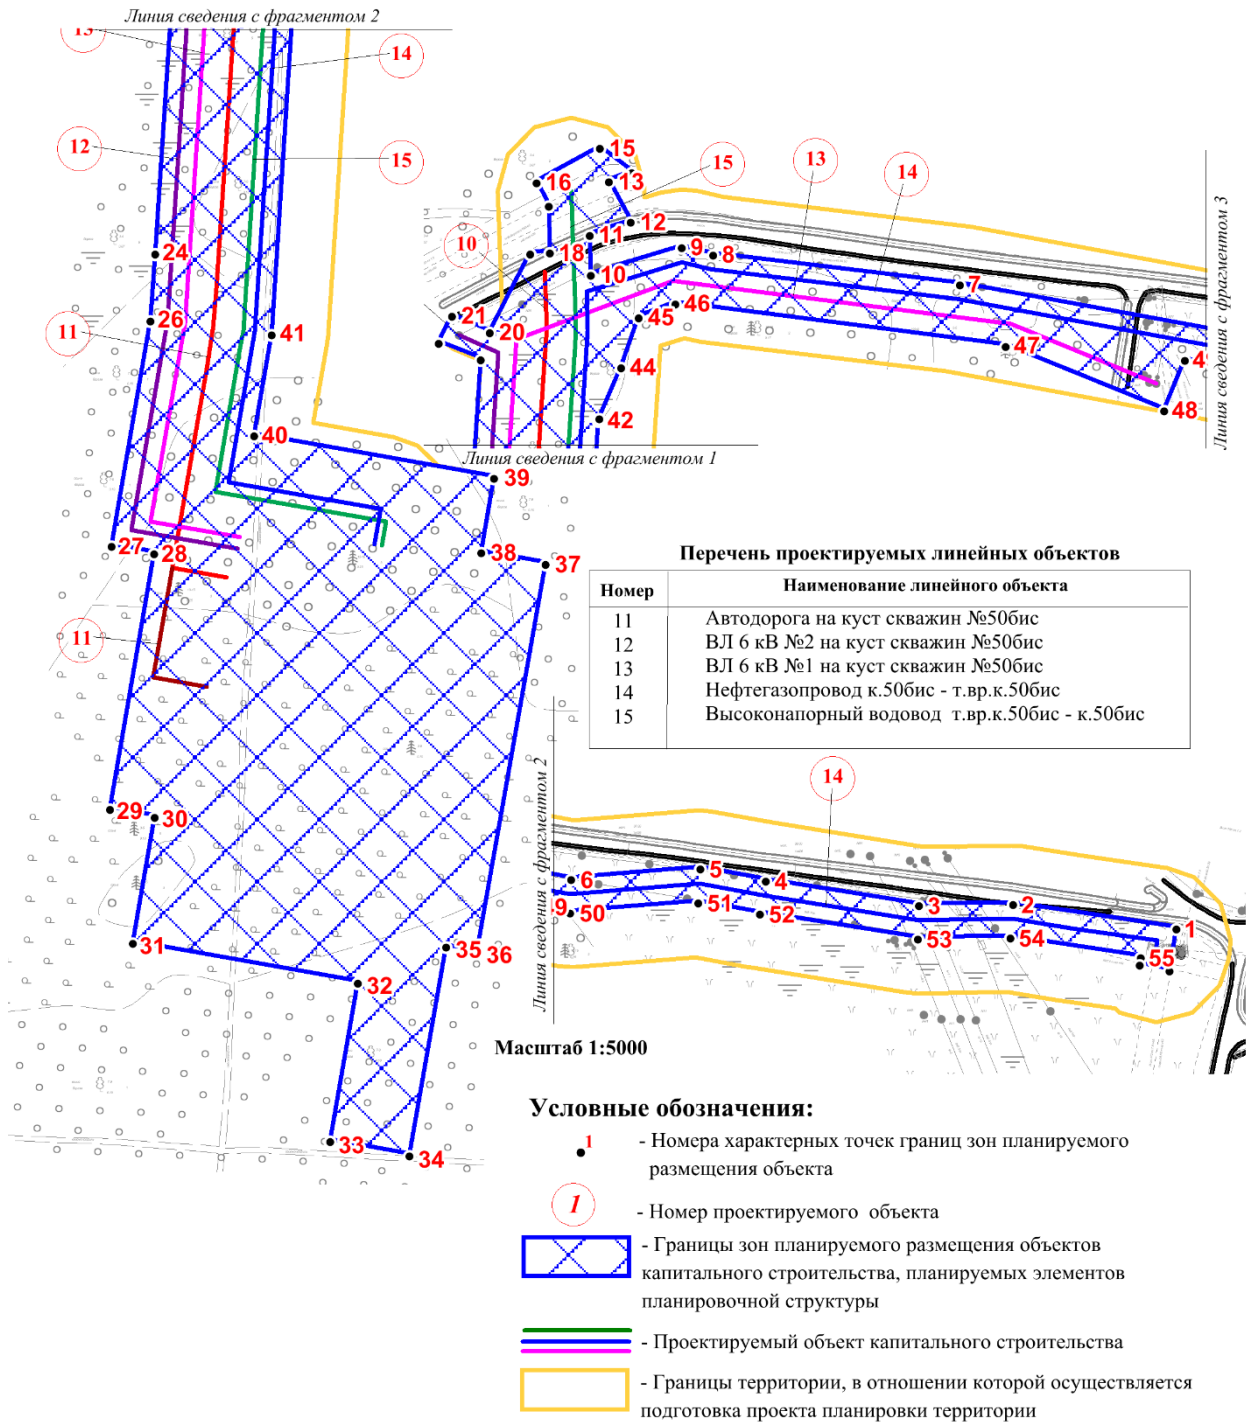 Линия сведения с фрагментом 2
13
14
12
15
24
26
11
41
40
39
38
37
27
28
11
29
30
31
32
35
36
33
34
15
16
13
15
13
14
12
11
18
10
10
9
8
7
46
45
21
20
44
47
42
49
48
Линия сведения с фрагментом 1
Линия сведения с фрагментом 3
Перечень проектируемых линейных объектов
Номер Наименование линейного объекта
11 Автодорога на куст скважин №50бис
12 ВЛ 6 кВ №2 на куст скважин №50бис
13 ВЛ 6 кВ №1 на куст скважин №50бис
14 Нефтегазопровод к.50бис - т.вр.к.50бис
15 Высоконапорный водовод т.вр.к.50бис - к.50бис
Линия сведения с фрагментом 2
14
6
5
4
3
2
1
9
50
51
52
53
54
55
Масштаб 1:5000
Условные обозначения:
1 - Номера характерных точек границ зон планируемого
размещения объекта
1 - Номер проектируемого объекта
- Границы зон планируемого размещения объектов
капитального строительства, планируемых элементов
планировочной структуры
- Проектируемый объект капитального строительства
- Границы территории, в отношении которой осуществляется
подготовка проекта планировки территории